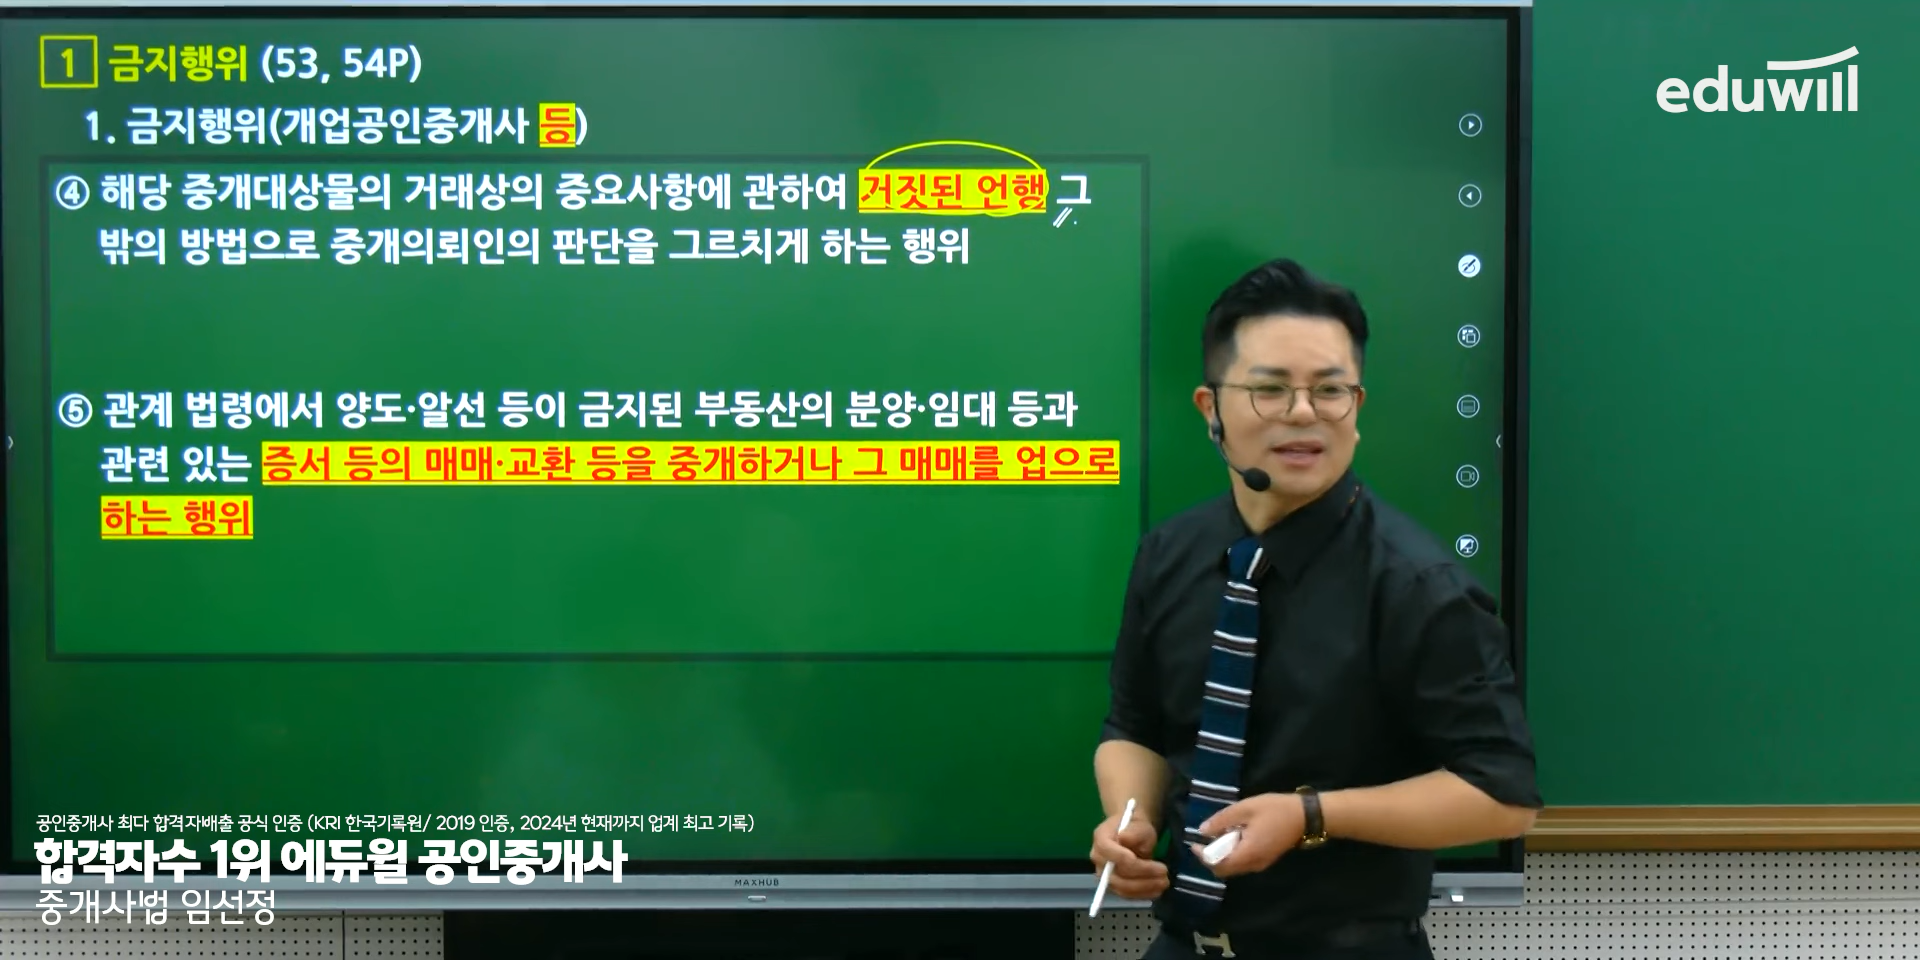 1 금지행위 (53, 54P)
1. 금지행위(개업공인중개사 등)
④ 해당 중개대상물의 거래상의 중요사항에 관하여 거짓된 언행 그
밖의 방법으로 중개의뢰인의 판단을 그르치게 하는 행위
⑤ 관계 법령에서 양도·알선 등이 금지된 부동산의 분양·임대 등과
관련 있는 증서 등의 매매·교환 등을 중개하거나 그 매매를 업으로
하는 행위
eduwill
공인중개사 최다 합격자배출 공식 인증 (KRI 한국기록원/ 2019 인증, 2024년 현재까지 업계 최고 기록)
합격자수 1위 에듀윌 공인중개사
중개사법 임선정
MAXHUB